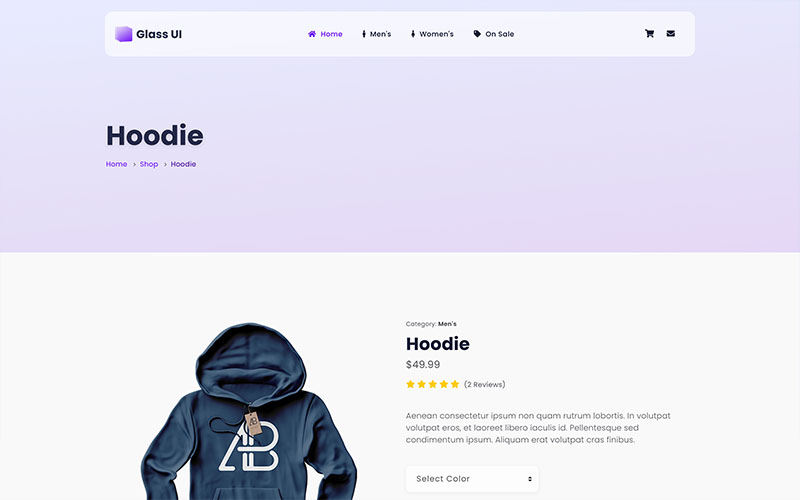 Glass UI
Home Men's Women's On Sale
Hoodie
Home > Shop > Hoodie
Category: Men's
Hoodie
$49.99
(2 Reviews)
Aenean consectetur ipsum non quam rutrum lobortis. In volutpat
volutpat eros, et laoreet libero iaculis id. Pellentesque sed
condimentum ipsum. Aliquam erat volutpat cras finibus.
AB
Select Color